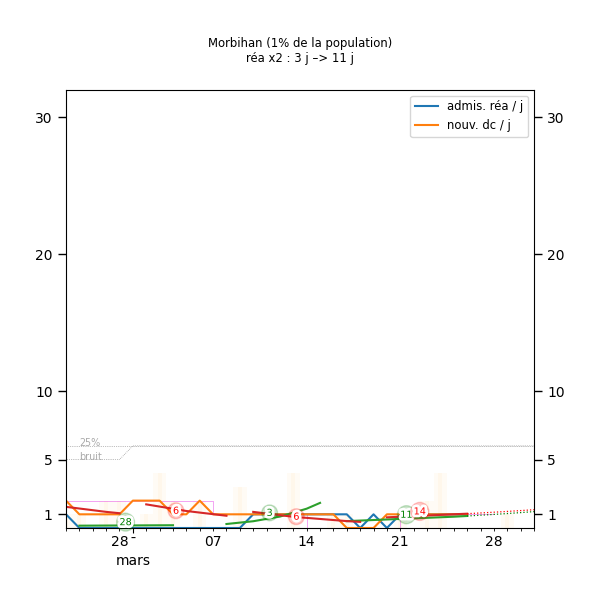 Morbihan (1% de la population)
réa x2 : 3 j –> 11 j
admis. réa / j
nouv. dc / j
30 30
20 20
10 10
5 5
1 1
25%
bruit
28 6 3 6 11 14
28 07 14 21 28
mars